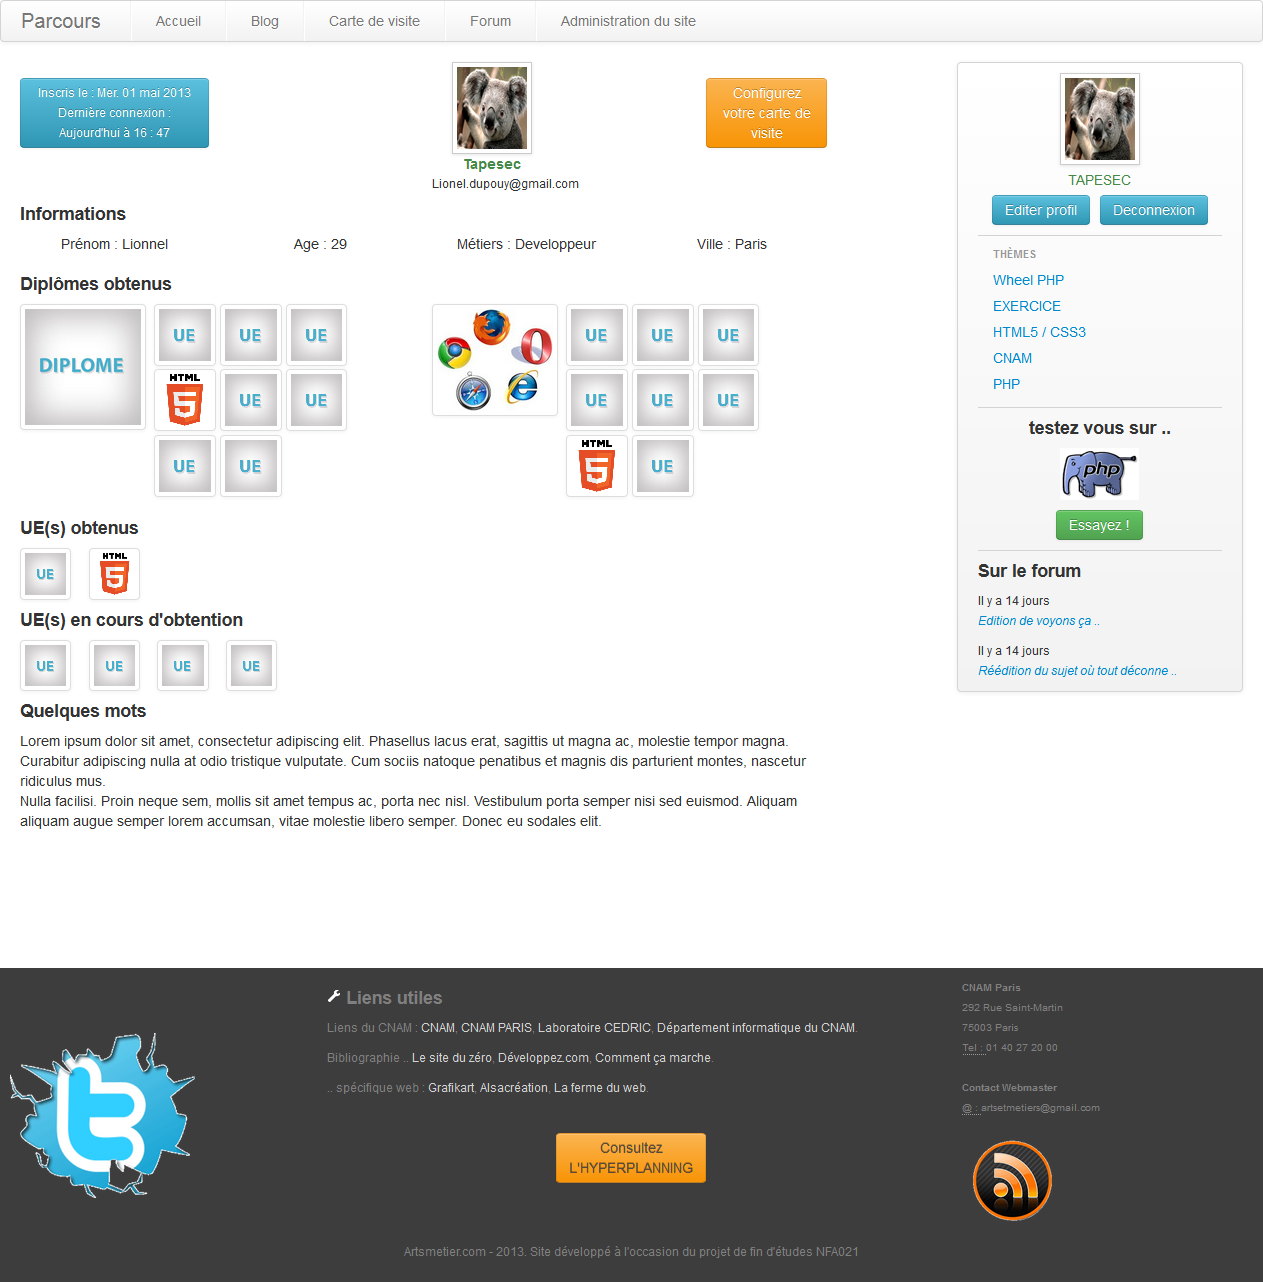 Parcours
Accueil
Blog
Carte de visite
Forum
Administration du site
Inscris le : Mer. 01 mai 2013
Dernière connexion :
Aujourd'hui à 16 : 47
Tapesec
Lionel.dupouy@gmail.com
Configurez
votre carte de
visite
Informations
Prénom : Lionnel
Age : 29
Métiers : Developpeur
Ville : Paris
Diplômes obtenus
DIPLOME
UE UE UE
HTML 5 UE UE
UE UE
UE UE UE
UE UE UE
HTML 5 UE
UE(s) obtenus
UE HTML 5
UE(s) en cours d'obtention
UE UE UE UE
Quelques mots
Lorem ipsum dolor sit amet, consectetur adipiscing elit. Phasellus lacus erat, sagittis ut magna ac, molestie tempor magna.
Curabitur adipiscing nulla at odio tristique vulputate. Cum sociis natoque penatibus et magnis dis parturient montes, nascetur
ridiculus mus.
Nulla facilisi. Proin neque sem, mollis sit amet tempus ac, porta nec nisl. Vestibulum porta semper nisi sed euismod. Aliquam
aliquam augue semper lorem accumsan, vitae molestie libero semper. Donec eu sodales elit.
TAPESEC
Editer profil
Deconnexion
THÈMES
Wheel PHP
EXERCICE
HTML5 / CSS3
CNAM
PHP
testez vous sur ..
php
Essayez !
Sur le forum
Il y a 14 jours
Edition de voyons ça ..
Il y a 14 jours
Réédition du sujet où tout déconne ..
Liens utiles
Liens du CNAM : CNAM, CNAM PARIS, Laboratoire CEDRIC, Département informatique du CNAM.
Bibliographie .. Le site du zéro, Développez.com, Comment ça marche.
.. spécifique web : Grafikart, Alsacréation, La ferme du web.
Consultez
L'HYPERPLANNING
CNAM Paris
292 Rue Saint-Martin
75003 Paris
Tel : 01 40 27 20 00
Contact Webmaster
@ : artsetmetiers@gmail.com
Artsmetier.com - 2013. Site développé à l'occasion du projet de fin d'études NFA021